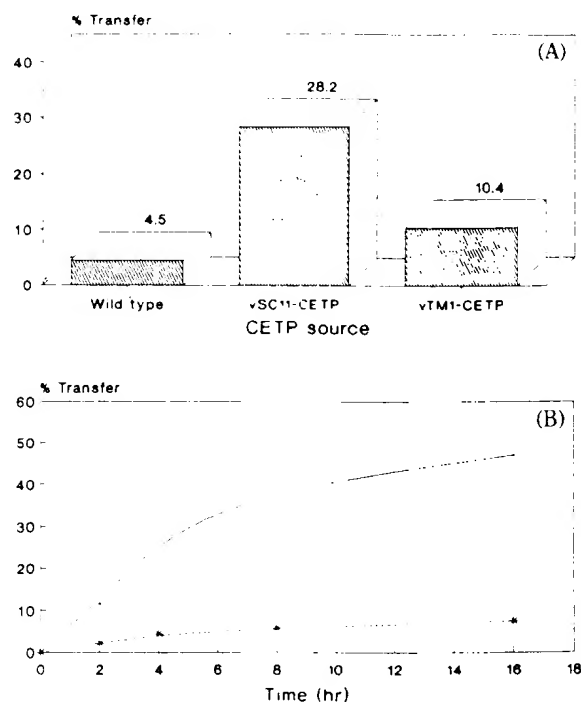 % Transfer
(A)
40
30
20
10
0
4.5
28.2
10.4
Wild type vSC11-CETP vTM1-CETP
CETP source
% Transfer
(B)
60
50
40
30
20
10
0
0 2 4 6 8 10 12 14 16 18
Time (hr)